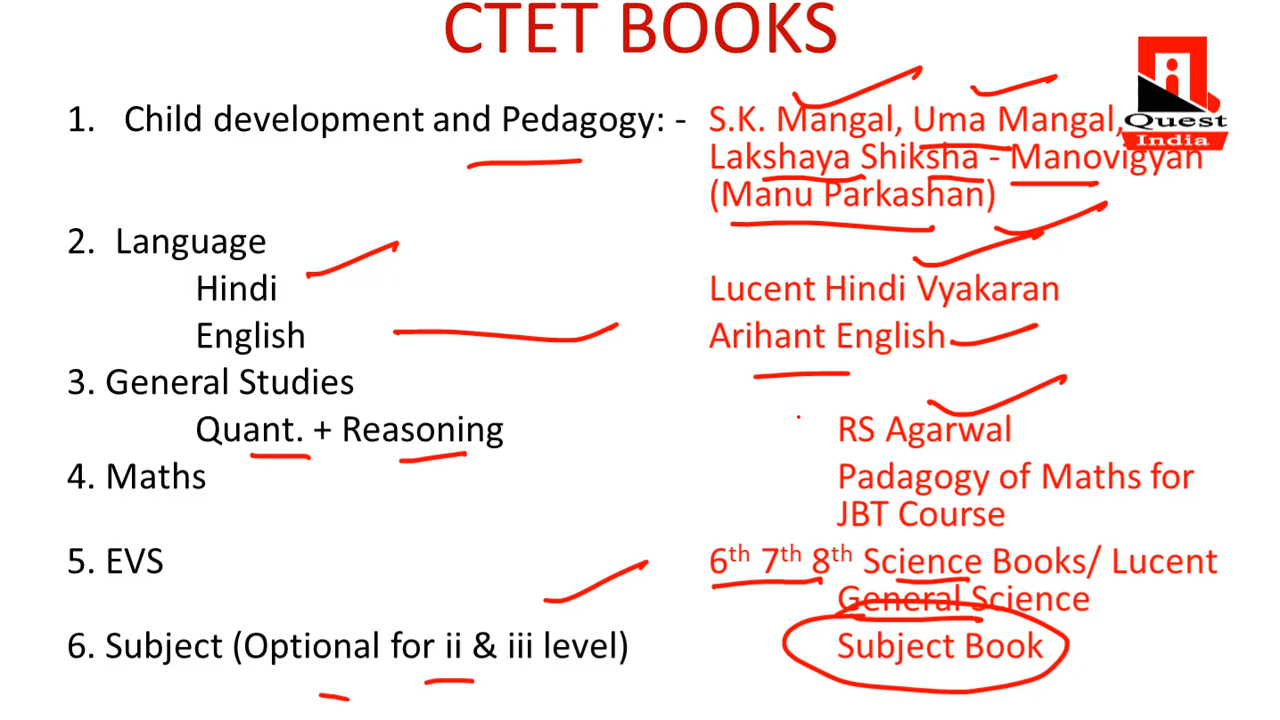 CTET BOOKS
1. Child development and Pedagogy: - S.K. Mangal, Uma Mangal,
Lakshaya Shiksha - Manovigyan
(Manu Parkashan)
Quest
India
2. Language
Hindi Lucent Hindi Vyakaran
English Arihant English
3. General Studies
Quant. + Reasoning RS Agarwal
4. Maths Padagogy of Maths for
JBT Course
5. EVS 6th 7th 8th Science Books/ Lucent
General Science
6. Subject (Optional for ii & iii level) Subject Book